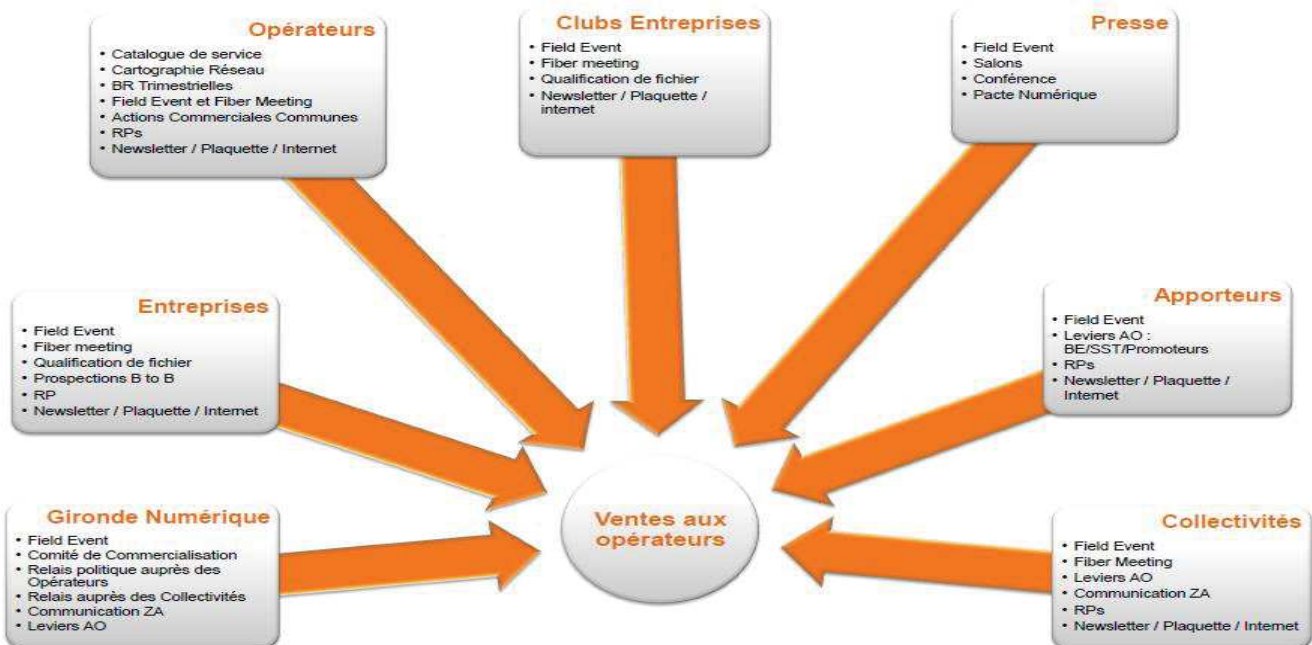 Opérateurs
• Catalogue de service
• Cartographie Réseau
• BR Trimestrielles
• Field Event et Fiber Meeting
• Actions Commerciales Communes
• RPs
• Newsletter / Plaquette / Internet
Clubs Entreprises
• Field Event
• Fiber meeting
• Qualification de fichier
• Newsletter / Plaquette /
internet
Presse
• Field Event
• Salons
• Conférence
• Pacte Numérique
Entreprises
• Field Event
• Fiber meeting
• Qualification de fichier
• Prospections B to B
• RP
• Newsletter / Plaquette / Internet
Apporteurs
• Field Event
• Leviers AO :
BE/SST/Promoteurs
• RPs
• Newsletter / Plaquette /
Internet
Gironde Numérique
• Field Event
• Comité de Commercialisation
• Relais politique auprès des
Opérateurs
• Relais auprès des Collectivités
• Communication ZA
• Leviers AO
Ventes aux
opérateurs
Collectivités
• Field Event
• Fiber Meeting
• Leviers AO
• Communication ZA
• RPs
• Newsletter / Plaquette / Internet